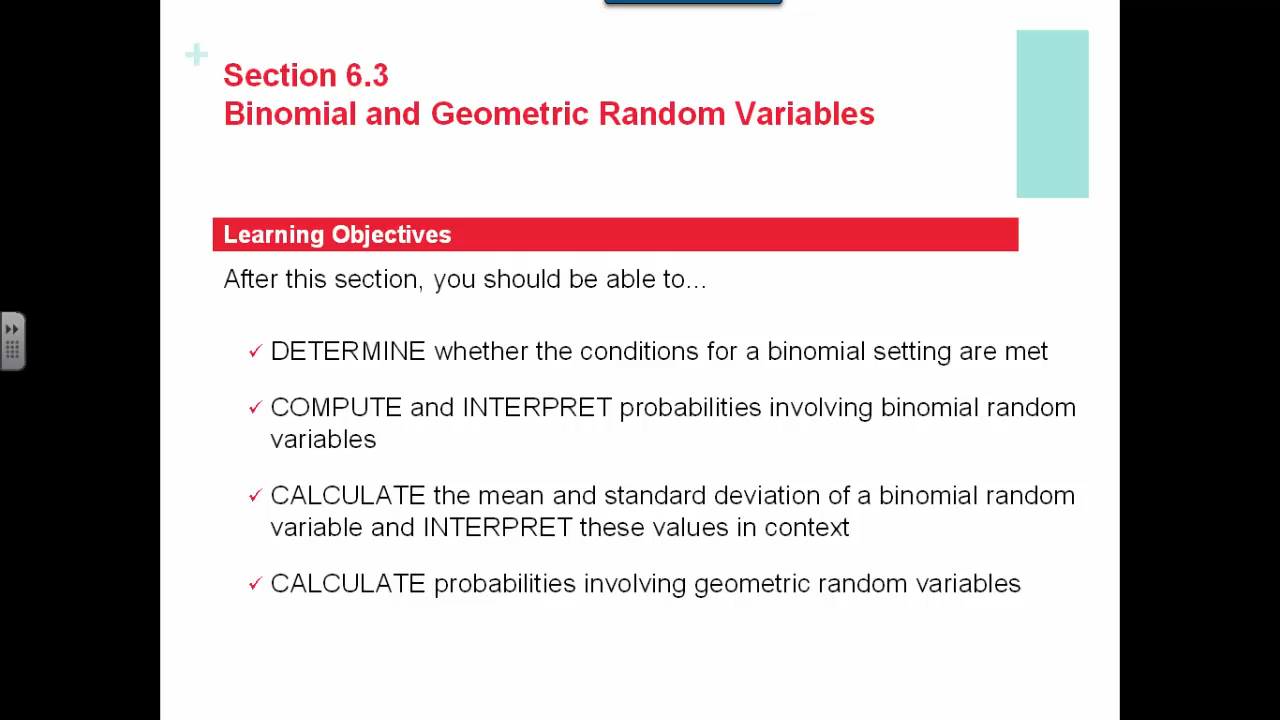 Section 6.3
Binomial and Geometric Random Variables
Learning Objectives
After this section, you should be able to...
✓ DETERMINE whether the conditions for a binomial setting are met
✓ COMPUTE and INTERPRET probabilities involving binomial random
variables
✓ CALCULATE the mean and standard deviation of a binomial random
variable and INTERPRET these values in context
✓ CALCULATE probabilities involving geometric random variables